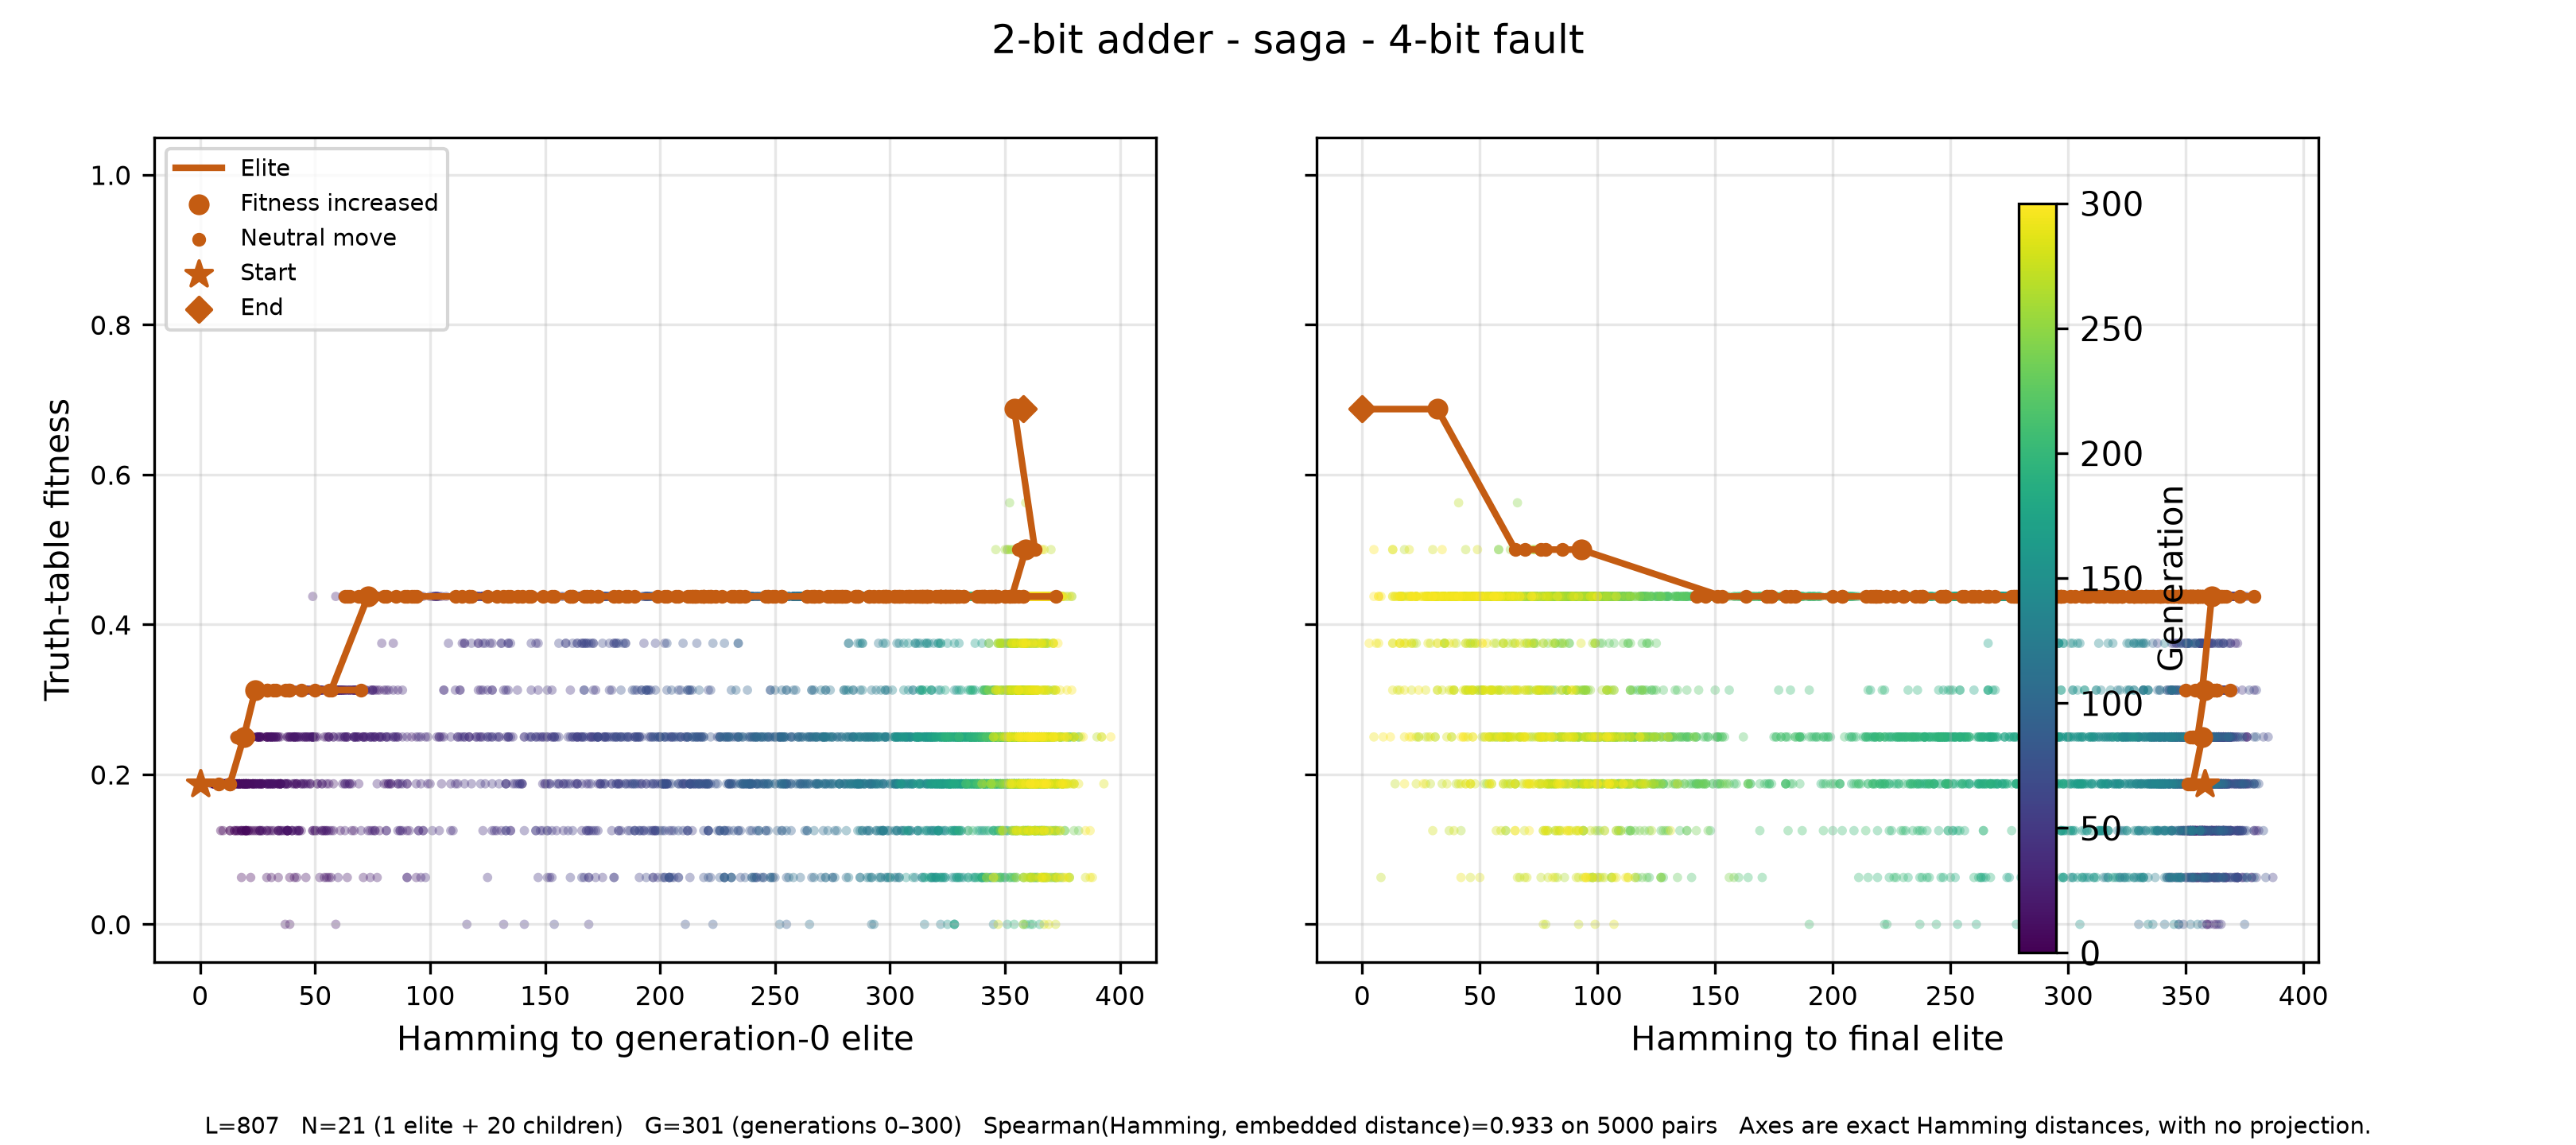 2-bit adder - saga - 4-bit fault
Elite
Fitness increased
Neutral move
Start
End
Truth-table fitness
1.0
0.8
0.6
0.4
0.2
0.0
0 50 100 150 200 250 300 350 400
Hamming to generation-0 elite
300
250
200
150
100
50
0
Generation
0 50 100 150 200 250 300 350 400
Hamming to final elite
L=807 N=21 (1 elite + 20 children) G=301 (generations 0–300) Spearman(Hamming, embedded distance)=0.933 on 5000 pairs Axes are exact Hamming distances, with no projection.